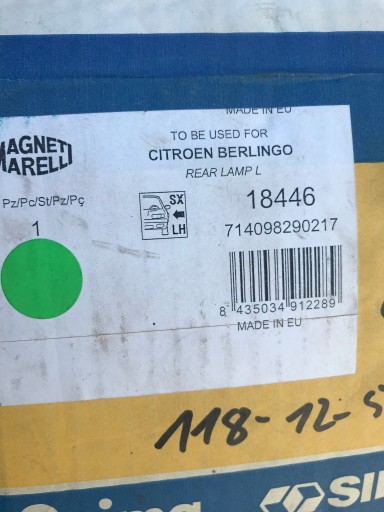 MADE IN EU
MAGNETI
MARELLI
TO BE USED FOR
CITROEN BERLINGO
REAR LAMP L
Pz/Pc/St/Pz/Pç
1
SX
LH
18446
714098290217
8 435034 912289
MADE IN EU
118-12-5